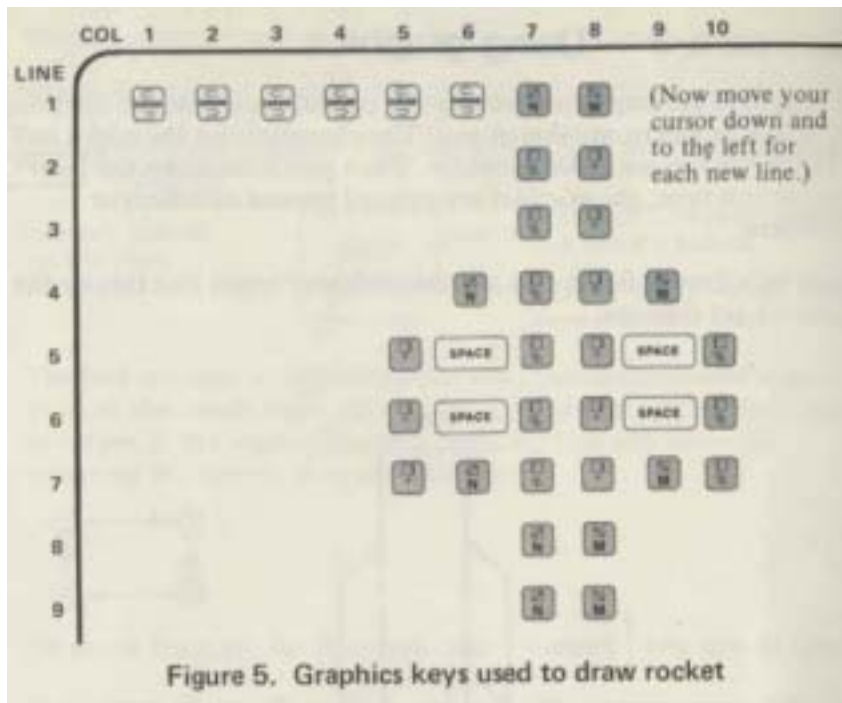 COL 1 2 3 4 5 6 7 8 9 10
LINE
1 N M (Now move your
cursor down and
to the left for
each new line.)
2
3
4 N M
5 SPACE SPACE
6 SPACE SPACE
7 N M
8 N M
9 N M
Figure 5. Graphics keys used to draw rocket